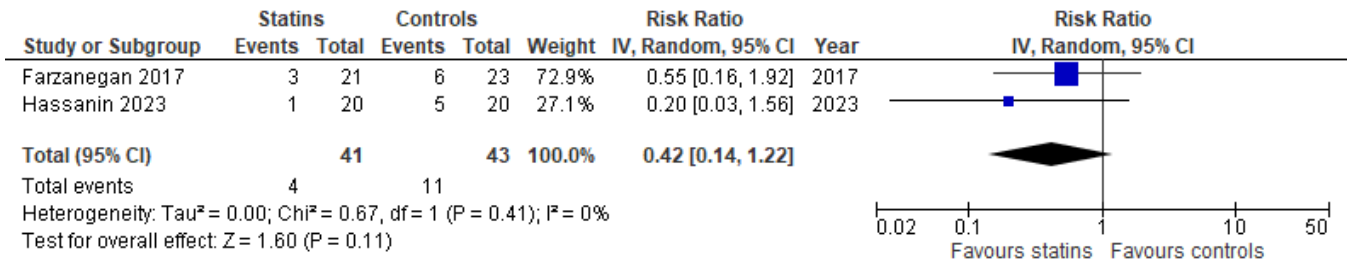 Statins Controls Risk Ratio Risk Ratio
Study or Subgroup Events Total Events Total Weight IV, Random, 95% CI Year IV, Random, 95% CI
Farzanegan 2017 3 21 6 23 72.9% 0.55 [0.16, 1.92] 2017
Hassanin 2023 1 20 5 20 27.1% 0.20 [0.03, 1.56] 2023
Total (95% CI) 41 43 100.0% 0.42 [0.14, 1.22]
Total events 4 11
Heterogeneity: Tau² = 0.00; Chi² = 0.67, df = 1 (P = 0.41); I² = 0%
Test for overall effect: Z = 1.60 (P = 0.11)
0.02 0.1 1 10 50
Favours statins Favours controls